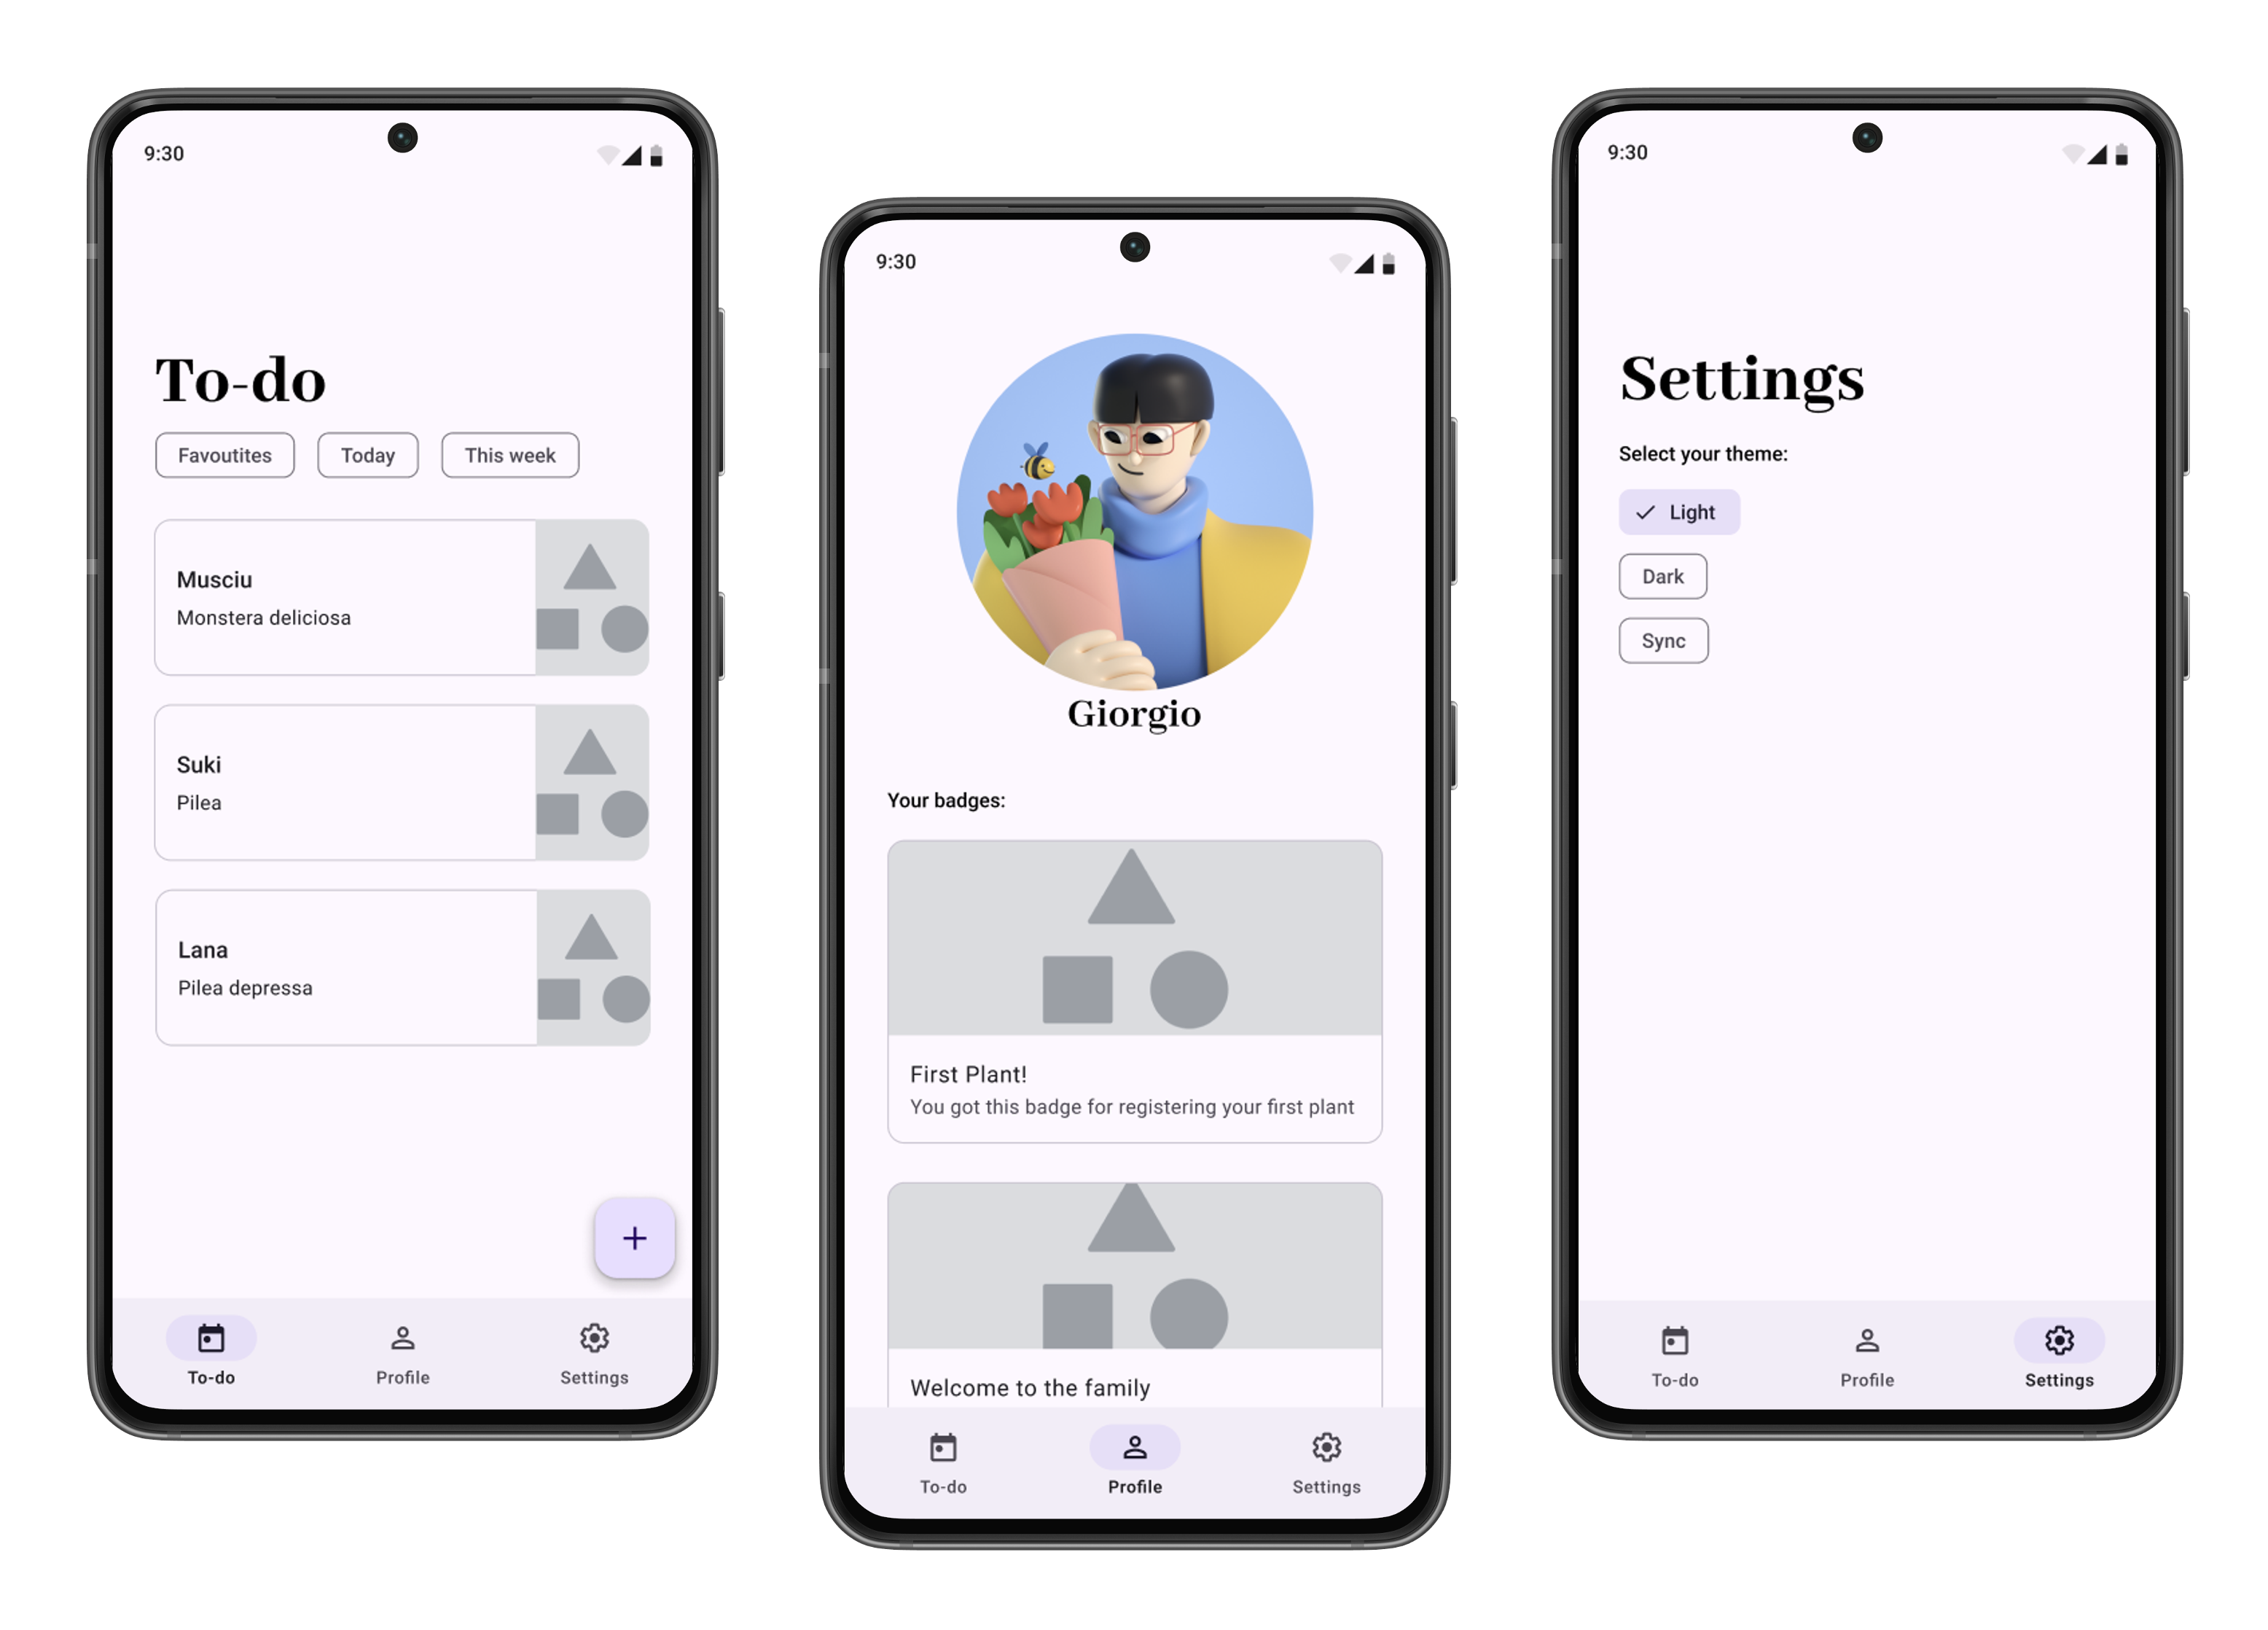 9:30
To-do
Favoutites
Today
This week
Musciu
Monstera deliciosa
Suki
Pilea
Lana
Pilea depressa
To-do
Profile
Settings
9:30
Giorgio
Your badges:
First Plant!
You got this badge for registering your first plant
Welcome to the family
To-do
Profile
Settings
9:30
Settings
Select your theme:
Light
Dark
Sync
To-do
Profile
Settings